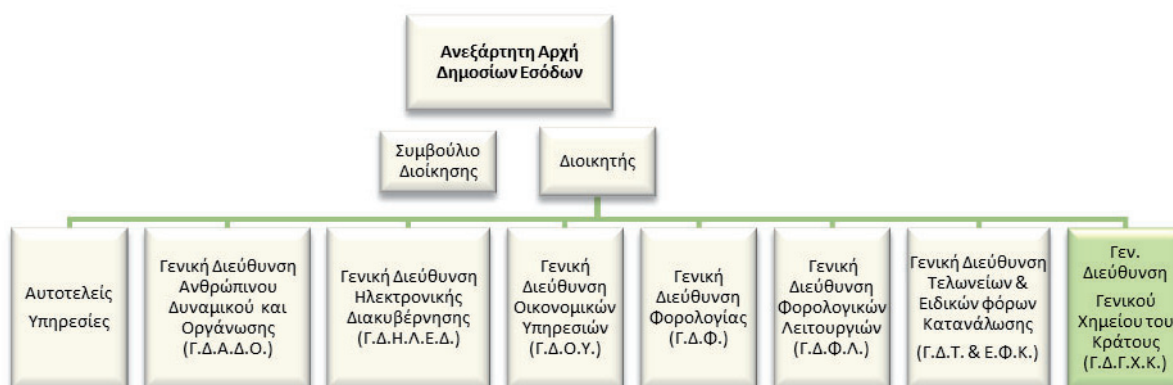 Ανεξάρτητη Αρχή
Δημοσίων Εσόδων
Συμβούλιο
Διοίκησης
Διοικητής
Αυτοτελείς
Υπηρεσίες
Γενική Διεύθυνση
Ανθρώπινου
Δυναμικού και
Οργάνωσης
(Γ.Δ.Α.Δ.Ο.)
Γενική Διεύθυνση
Ηλεκτρονικής
Διακυβέρνησης
(Γ.Δ.Η.Λ.Ε.Δ.)
Γενική
Διεύθυνση
Οικονομικών
Υπηρεσιών
(Γ.Δ.Ο.Υ.)
Γενική
Διεύθυνση
Φορολογίας
(Γ.Δ.Φ.)
Γενική
Διεύθυνση
Φορολογικών
Λειτουργιών
(Γ.Δ.Φ.Λ.)
Γενική Διεύθυνση
Τελωνείων &
Ειδικών φόρων
Κατανάλωσης
(Γ.Δ.Τ. & Ε.Φ.Κ.)
Γεν.
Διεύθυνση
Γενικού
Χημείου του
Κράτους
(Γ.Δ.Γ.Χ.Κ.)